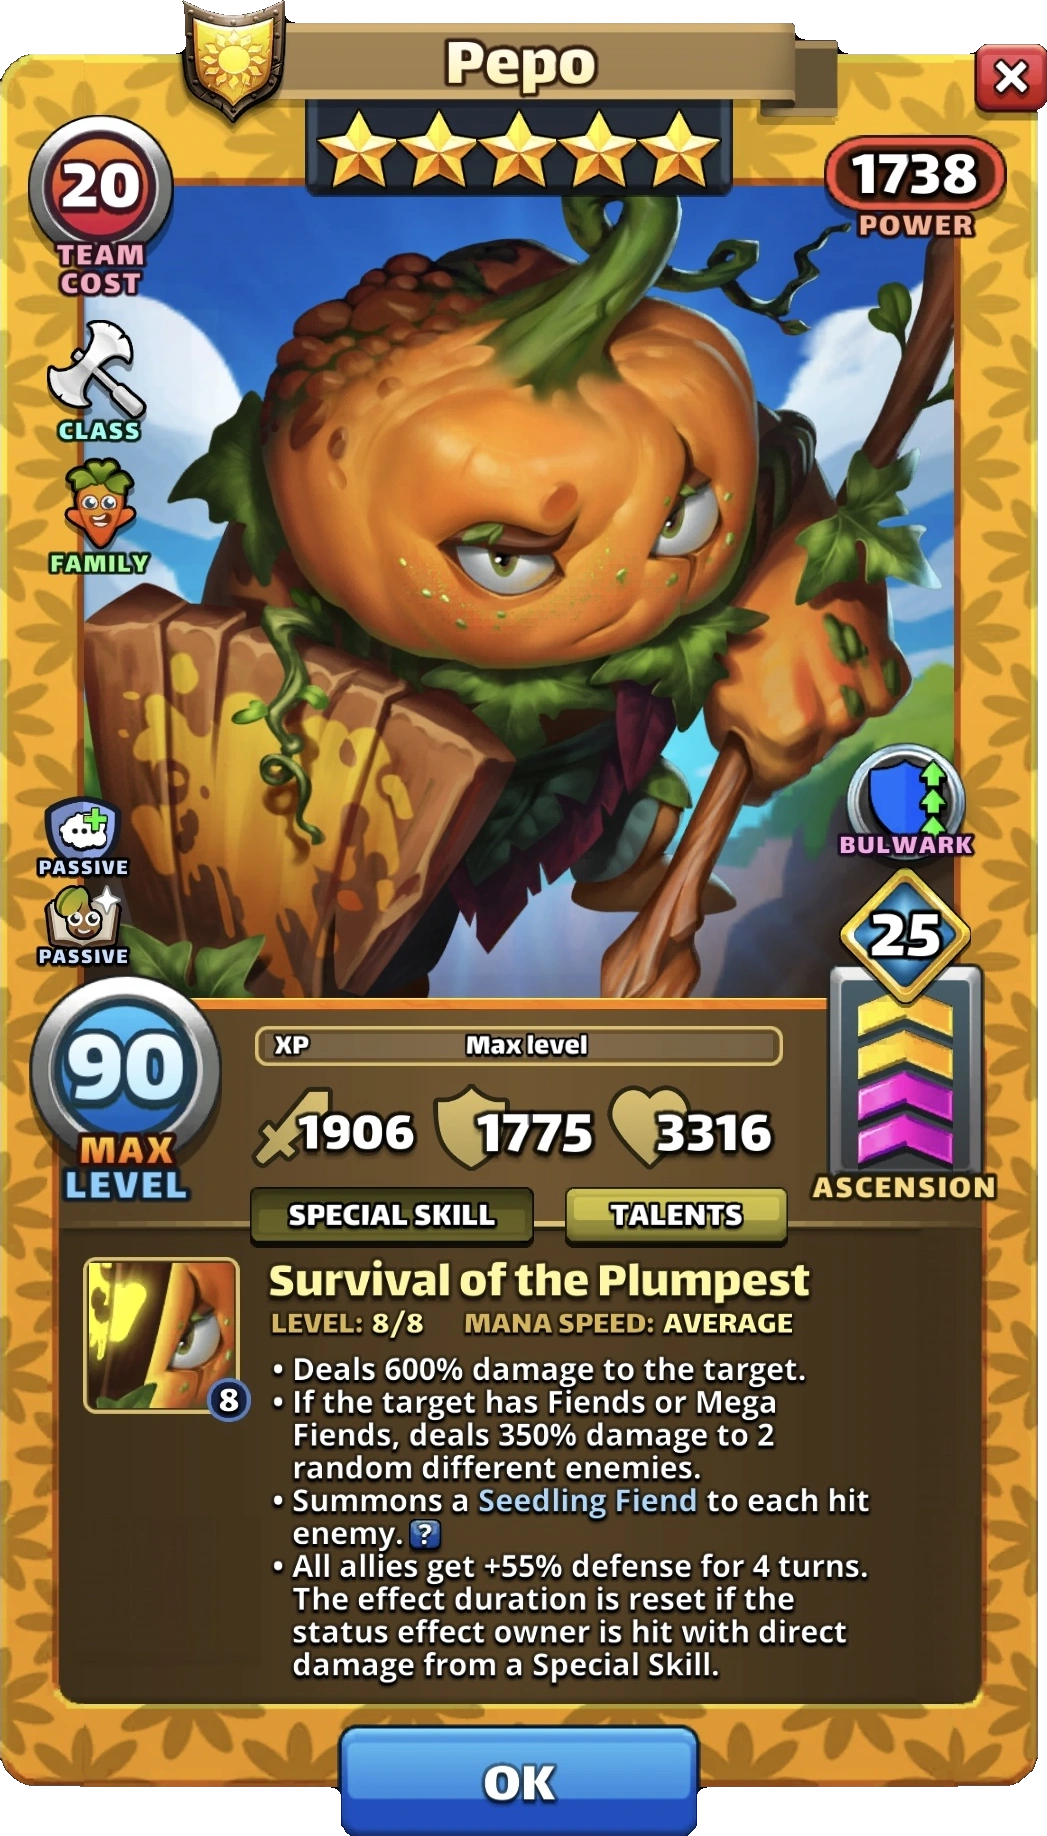 Pepo
20
TEAM
COST
1738
POWER
CLASS
FAMILY
PASSIVE
PASSIVE
BULWARK
25
90
MAX
LEVEL
XP Max level
1906 1775 3316
ASCENSION
SPECIAL SKILL TALENTS
8
Survival of the Plumpest
LEVEL: 8/8 MANA SPEED: AVERAGE
• Deals 600% damage to the target.
• If the target has Fiends or Mega
Fiends, deals 350% damage to 2
random different enemies.
• Summons a Seedling Fiend to each hit
enemy. ?
• All allies get +55% defense for 4 turns.
The effect duration is reset if the
status effect owner is hit with direct
damage from a Special Skill.
OK